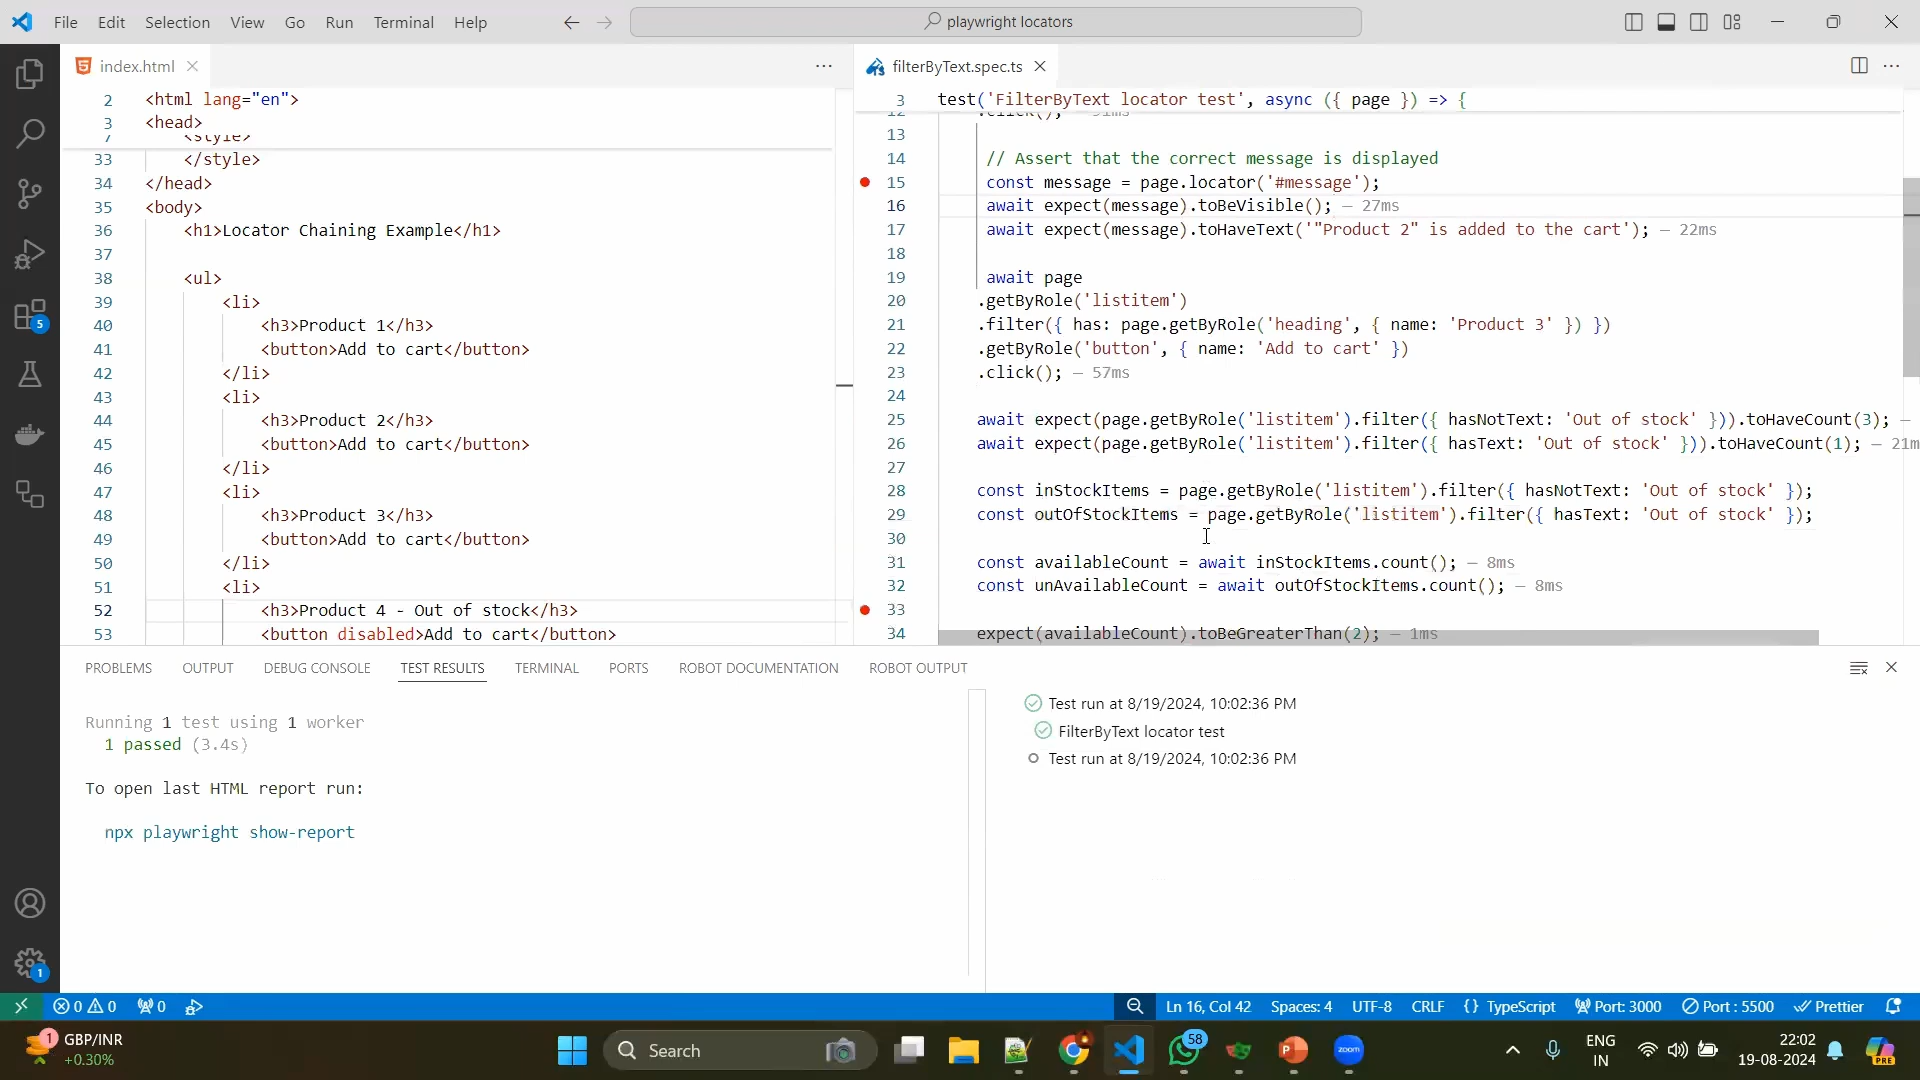 File Edit Selection View Go Run Terminal Help
playwright locators
index.html
filterByText.spec.ts
2 <html lang="en">
3 <head>
7 <style>
33 </style>
34 </head>
35 <body>
36 <h1>Locator Chaining Example</h1>
37
38 <ul>
39 <li>
40 <h3>Product 1</h3>
41 <button>Add to cart</button>
42 </li>
43 <li>
44 <h3>Product 2</h3>
45 <button>Add to cart</button>
46 </li>
47 <li>
48 <h3>Product 3</h3>
49 <button>Add to cart</button>
50 </li>
51 <li>
52 <h3>Product 4 - Out of stock</h3>
53 <button disabled>Add to cart</button>
3 test('FilterByText locator test', async ({ page }) => {
12 .click(); — 51ms
13
14 // Assert that the correct message is displayed
15 const message = page.locator('#message');
16 await expect(message).toBeVisible(); — 27ms
17 await expect(message).toHaveText('"Product 2" is added to the cart'); — 22ms
18
19 await page
20 .getByRole('listitem')
21 .filter({ has: page.getByRole('heading', { name: 'Product 3' }) })
22 .getByRole('button', { name: 'Add to cart' })
23 .click(); — 57ms
24
25 await expect(page.getByRole('listitem').filter({ hasNotText: 'Out of stock' })).toHaveCount(3); —
26 await expect(page.getByRole('listitem').filter({ hasText: 'Out of stock' })).toHaveCount(1); — 21m
27
28 const inStockItems = page.getByRole('listitem').filter({ hasNotText: 'Out of stock' });
29 const outOfStockItems = page.getByRole('listitem').filter({ hasText: 'Out of stock' });
30
31 const availableCount = await inStockItems.count(); — 8ms
32 const unAvailableCount = await outOfStockItems.count(); — 8ms
33
34 expect(availableCount).toBeGreaterThan(2); — 1ms
5
PROBLEMS OUTPUT DEBUG CONSOLE TEST RESULTS TERMINAL PORTS ROBOT DOCUMENTATION ROBOT OUTPUT
Running 1 test using 1 worker
1 passed (3.4s)
To open last HTML report run:
npx playwright show-report
Test run at 8/19/2024, 10:02:36 PM
FilterByText locator test
Test run at 8/19/2024, 10:02:36 PM
1
0 0 0 Ln 16, Col 42 Spaces: 4 UTF-8 CRLF {} TypeScript Port: 3000 Port : 5500 Prettier
1 GBP/INR
+0.30%
Search
58
zoom
ENG
IN
22:02
19-08-2024
PRE